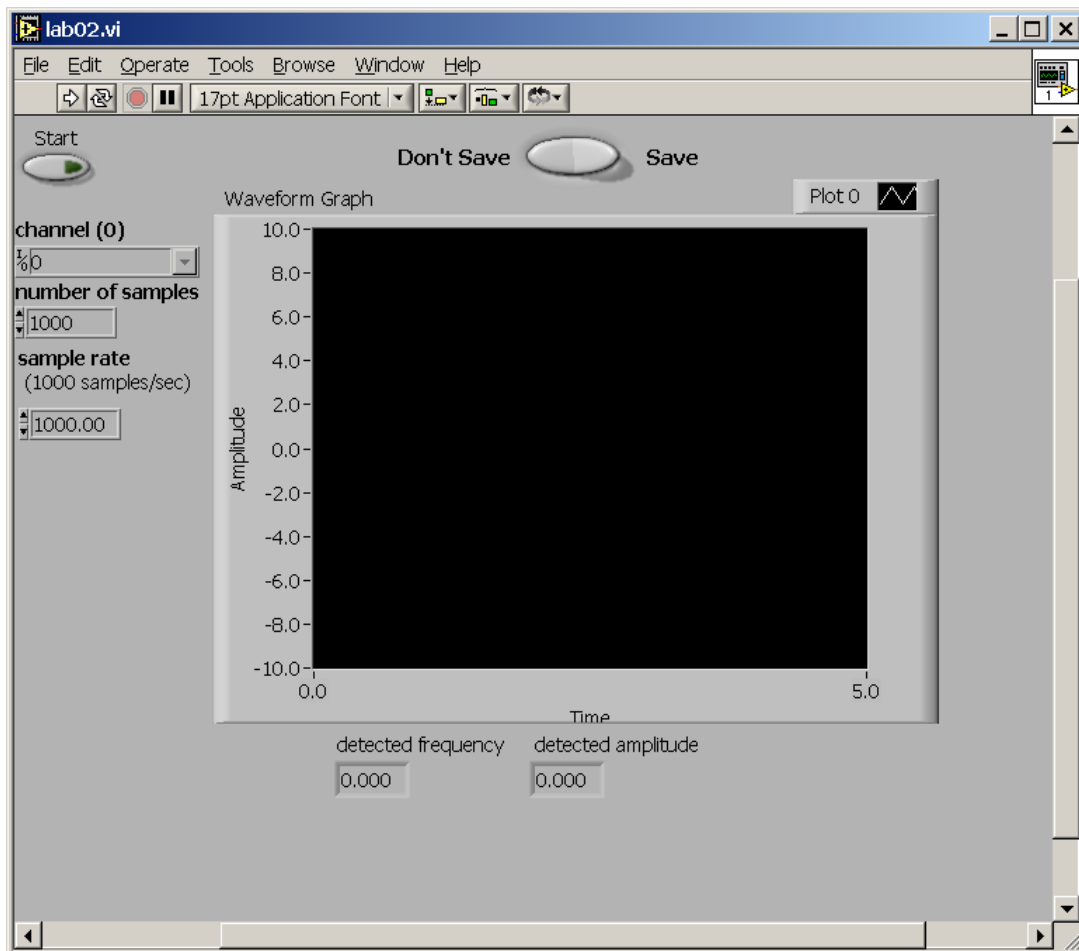 lab02.vi
File Edit Operate Tools Browse Window Help
17pt Application Font
1
Start
Don't Save Save
Waveform Graph
Plot 0
channel (0)
0
number of samples
1000
sample rate
(1000 samples/sec)
1000.00
10.0
8.0
6.0
4.0
2.0
0.0
-2.0
-4.0
-6.0
-8.0
-10.0
Amplitude
0.0 5.0
Time
detected frequency detected amplitude
0.000 0.000